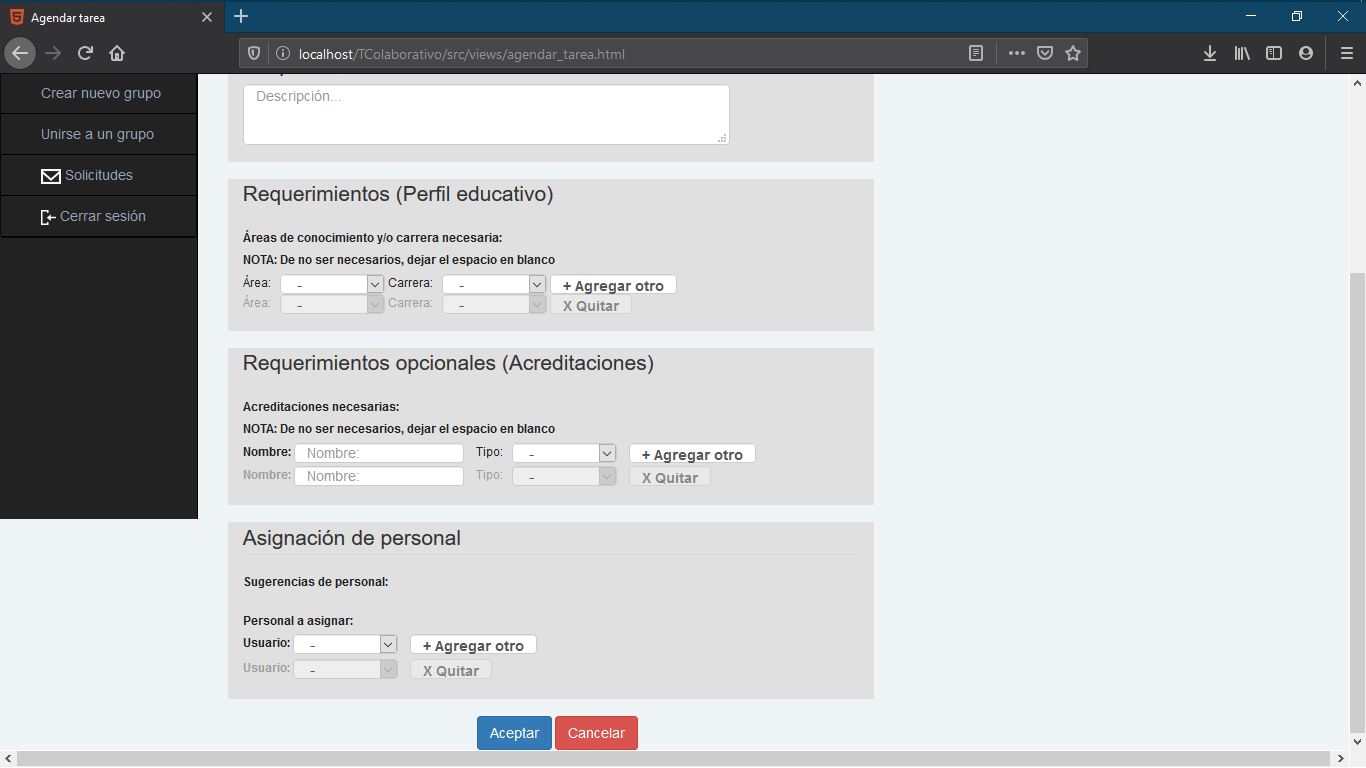 Agendar tarea
localhost/TColaborativo/src/views/agendar_tarea.html
Crear nuevo grupo
Unirse a un grupo
Solicitudes
Cerrar sesión
Descripción...
Requerimientos (Perfil educativo)
Áreas de conocimiento y/o carrera necesaria:
NOTA: De no ser necesarios, dejar el espacio en blanco
Área: - Carrera: - + Agregar otro
Área: - Carrera: - X Quitar
Requerimientos opcionales (Acreditaciones)
Acreditaciones necesarias:
NOTA: De no ser necesarios, dejar el espacio en blanco
Nombre: Nombre: Tipo: - + Agregar otro
Nombre: Nombre: Tipo: - X Quitar
Asignación de personal
Sugerencias de personal:
Personal a asignar:
Usuario: - + Agregar otro
Usuario: - X Quitar
Aceptar Cancelar